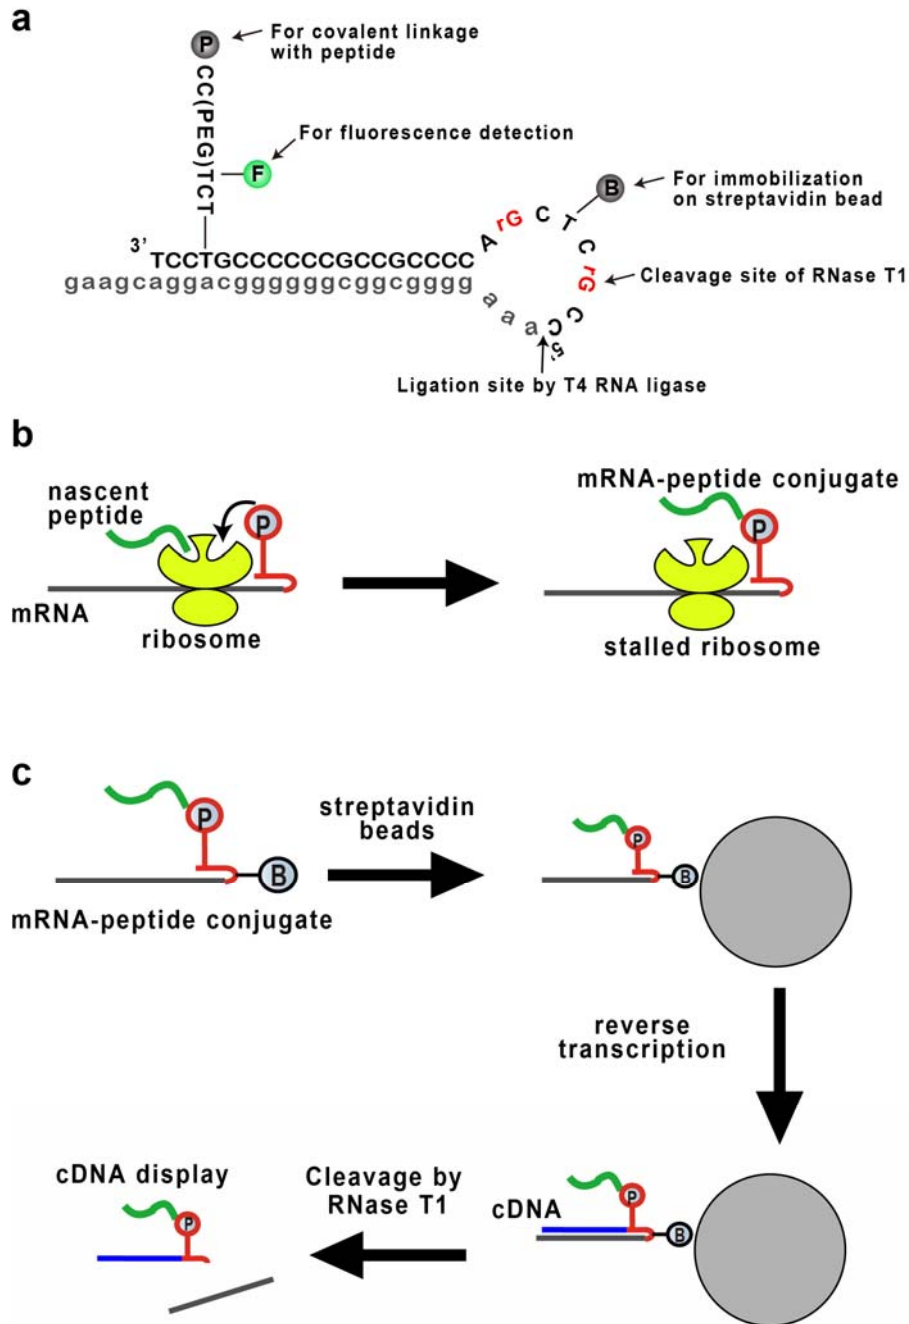 a
P
For covalent linkage
with peptide
CC(PEG)TCT
F
For fluorescence detection
B
For immobilization
on streptavidin bead
3’
TCCTGCCCCCCGCCGCCCC
A rG C T C rG C C C
5’
gaagcaggacggggggcggcgggg
a a a a
Cleavage site of RNase T1
Ligation site by T4 RNA ligase
b
nascent
peptide
P
mRNA
ribosome
mRNA-peptide conjugate
P
stalled ribosome
c
P
B
mRNA-peptide conjugate
streptavidin
beads
P
B
reverse
transcription
cDNA display
P
Cleavage by
RNase T1
cDNA
P
B